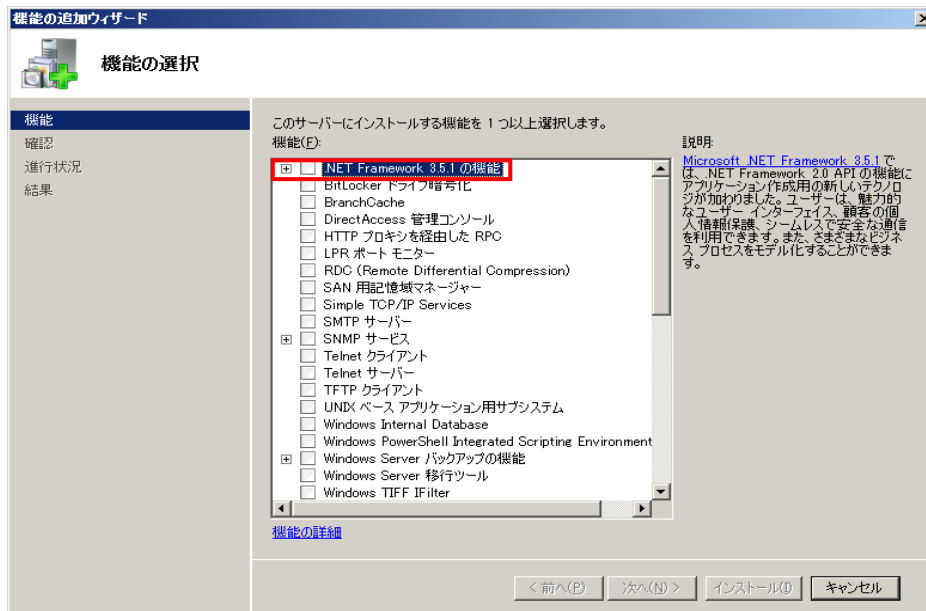 機能の追加ウィザード
機能の選択
機能
確認
進行状況
結果
このサーバーにインストールする機能を 1 つ以上選択します。
機能(F):
.NET Framework 3.5.1 の機能
BitLocker ドライブ暗号化
BranchCache
DirectAccess 管理コンソール
HTTP プロキシを経由した RPC
LPR ポート モニター
RDC (Remote Differential Compression)
SAN 用記憶域マネージャー
Simple TCP/IP Services
SMTP サーバー
SNMP サービス
Telnet クライアント
Telnet サーバー
TFTP クライアント
UNIX ベース アプリケーション用サブシステム
Windows Internal Database
Windows PowerShell Integrated Scripting Environment
Windows Server バックアップの機能
Windows Server 移行ツール
Windows TIFF IFilter
機能の詳細
説明:
Microsoft .NET Framework 3.5.1 で
は、.NET Framework 2.0 API の機能に
アプリケーション作成用の新しいテクノロ
ジが加わりました。ユーザーは、魅力的
なユーザー インターフェイス、顧客の個
人情報保護、シームレスで安全な通信
を利用できます。また、さまざまなビジネ
ス プロセスをモデル化することができま
す。
< 前へ(P)
次へ(N) >
インストール(I)
キャンセル